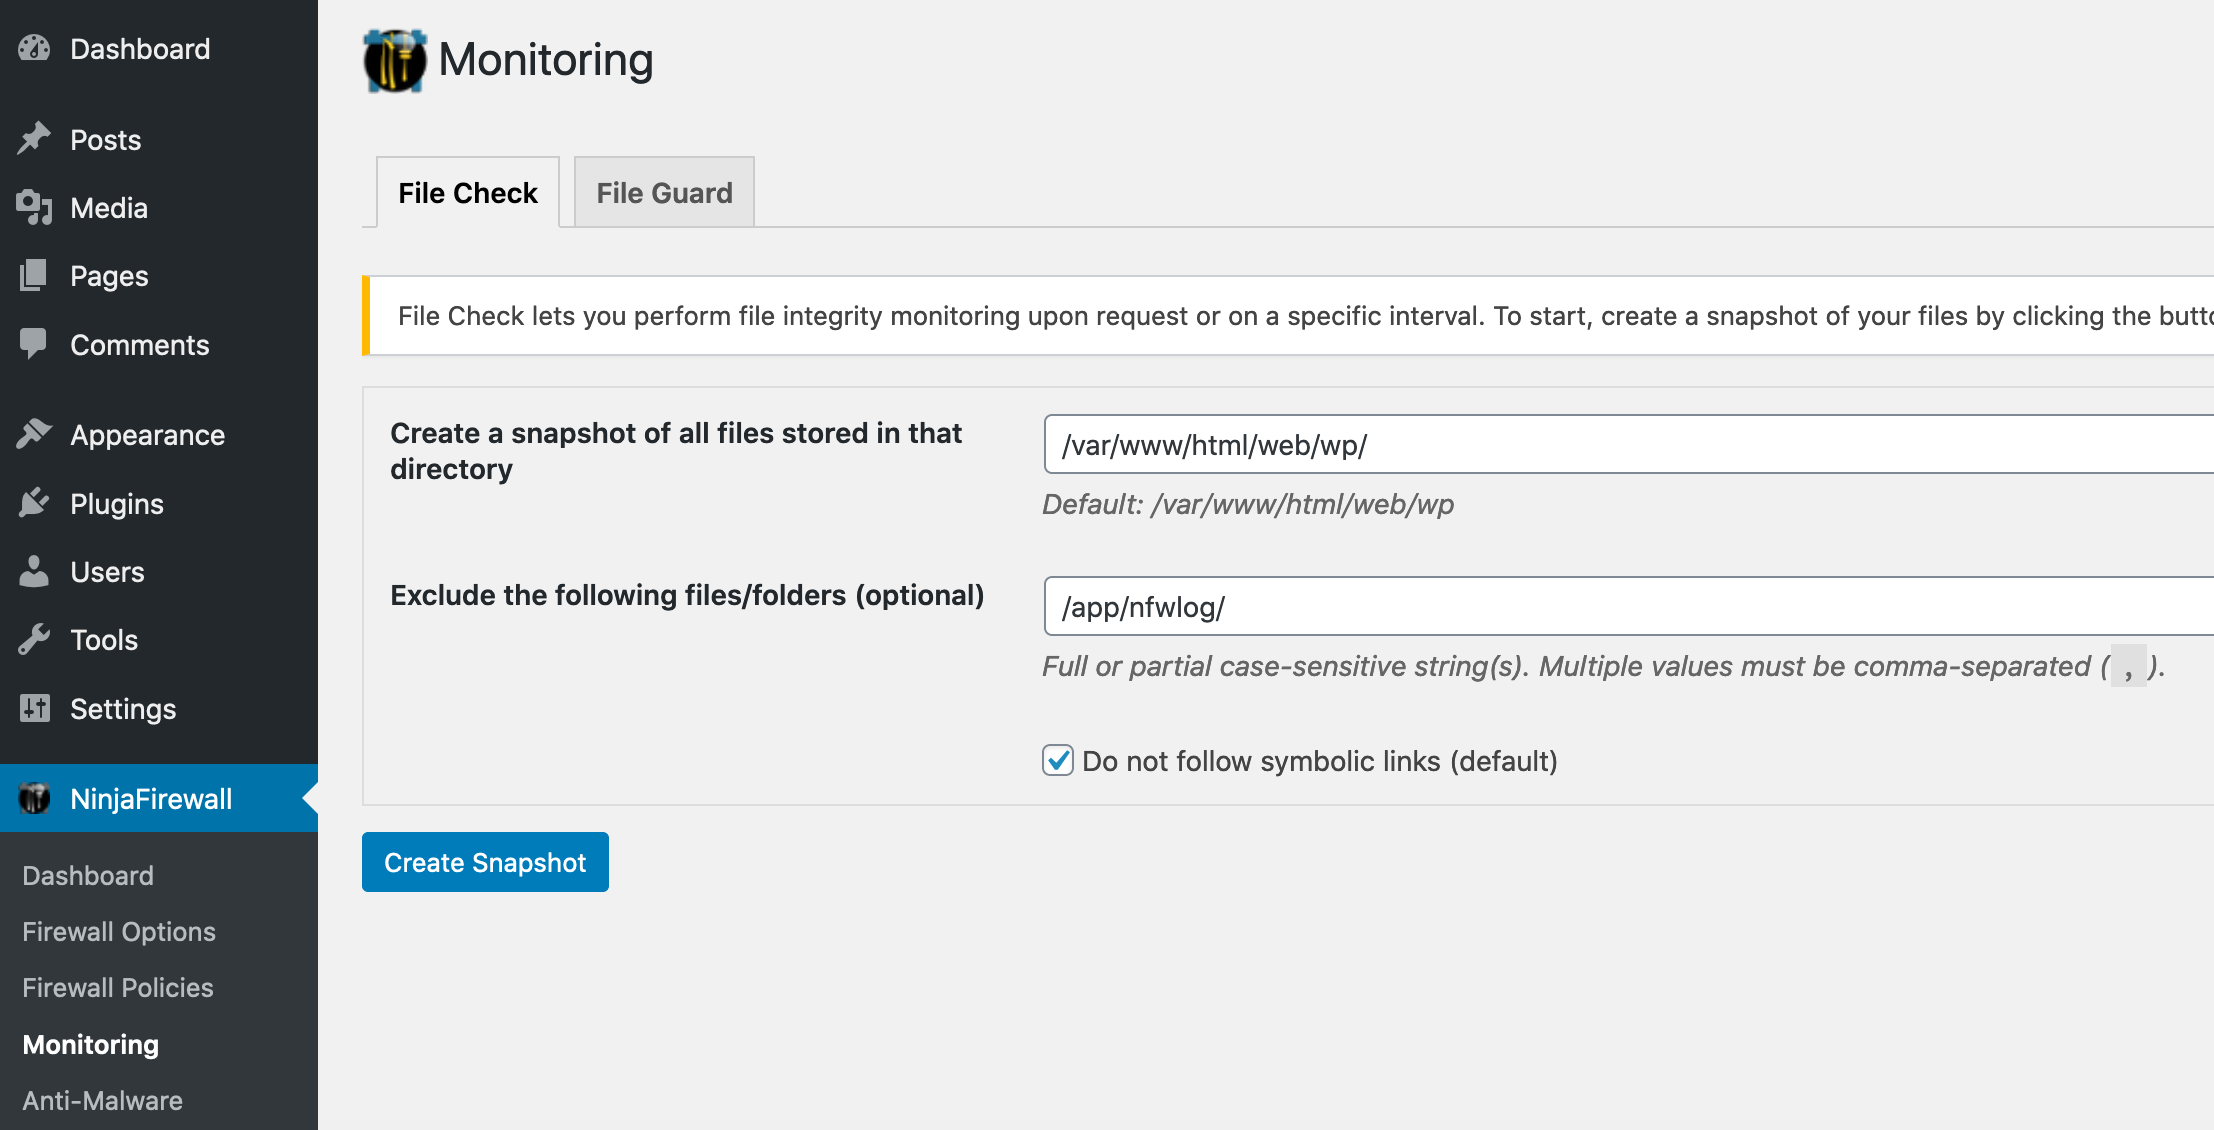 Dashboard
Posts
Media
Pages
Comments
Appearance
Plugins
Users
Tools
Settings
NinjaFirewall
Dashboard
Firewall Options
Firewall Policies
Monitoring
Anti-Malware
Monitoring
File Check
File Guard
File Check lets you perform file integrity monitoring upon request or on a specific interval. To start, create a snapshot of your files by clicking the
Create a snapshot of all files stored in that
directory
/var/www/html/web/wp/
Default: /var/www/html/web/wp
Exclude the following files/folders (optional)
/app/nfwlog/
Full or partial case-sensitive string(s). Multiple values must be comma-separated ( , ).
Do not follow symbolic links (default)
Create Snapshot